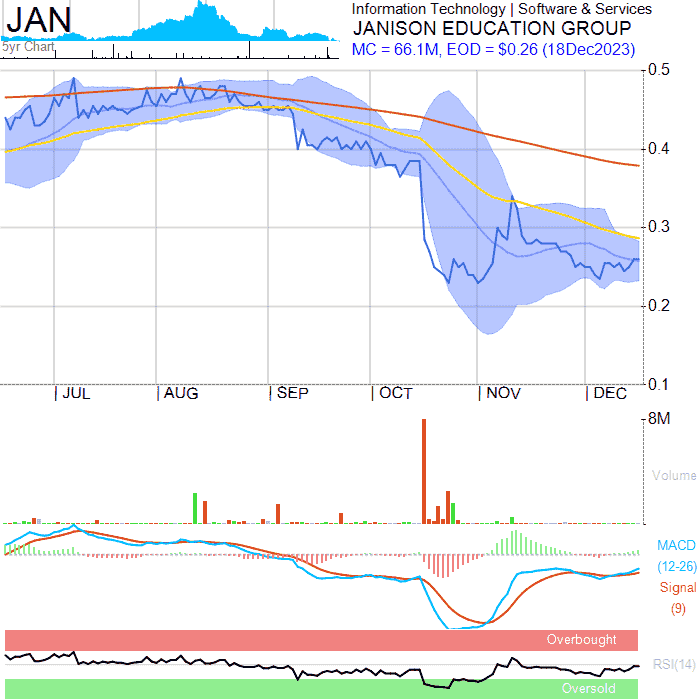 JAN
5yr Chart
Information Technology | Software & Services
JANISON EDUCATION GROUP
MC = 66.1M, EOD = $0.26 (18Dec2023)
0.5
0.4
0.3
0.2
0.1
JUL AUG SEP OCT NOV DEC
8M
Volume
MACD
(12-26)
Signal
(9)
Overbought
RSI(14)
Oversold